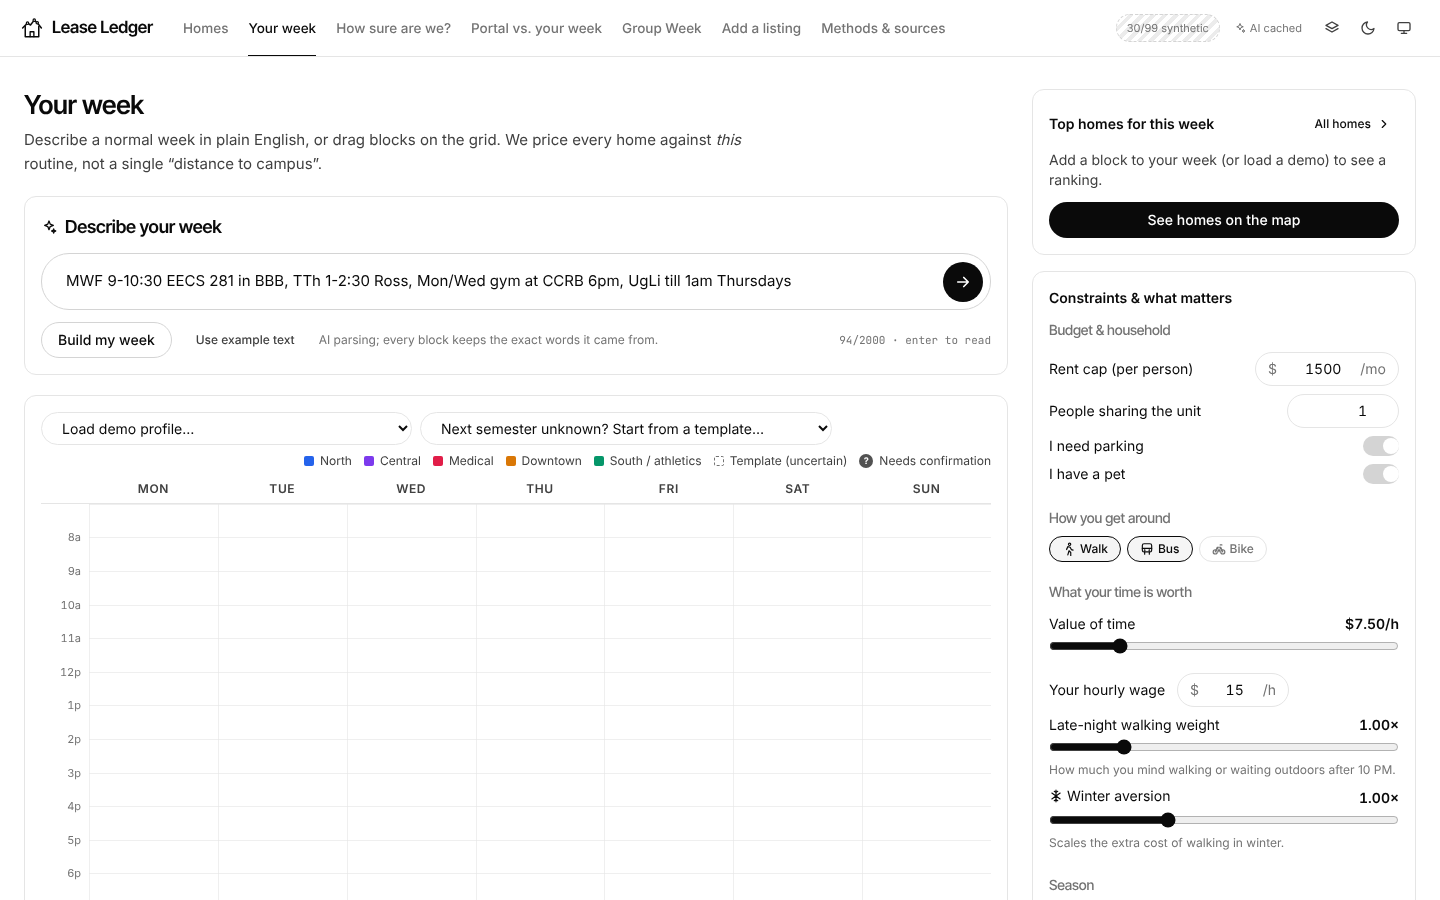 Lease Ledger
Homes
Your week
How sure are we?
Portal vs. your week
Group Week
Add a listing
Methods & sources
30/99 synthetic
AI cached
Your week
Describe a normal week in plain English, or drag blocks on the grid. We price every home against this
routine, not a single “distance to campus”.
Describe your week
MWF 9-10:30 EECS 281 in BBB, TTh 1-2:30 Ross, Mon/Wed gym at CCRB 6pm, UgLi till 1am Thursdays
Build my week
Use example text
AI parsing; every block keeps the exact words it came from.
94/2000 · enter to read
Load demo profile...
Next semester unknown? Start from a template...
North
Central
Medical
Downtown
South / athletics
Template (uncertain)
? Needs confirmation
MON TUE WED THU FRI SAT SUN
8a
9a
10a
11a
12p
1p
2p
3p
4p
5p
6p
Top homes for this week
All homes
Add a block to your week (or load a demo) to see a
ranking.
See homes on the map
Constraints & what matters
Budget & household
Rent cap (per person) $ 1500 /mo
People sharing the unit 1
I need parking
I have a pet
How you get around
Walk
Bus
Bike
What your time is worth
Value of time $7.50/h
Your hourly wage $ 15 /h
Late-night walking weight 1.00×
How much you mind walking or waiting outdoors after 10 PM.
Winter aversion 1.00×
Scales the extra cost of walking in winter.
Season